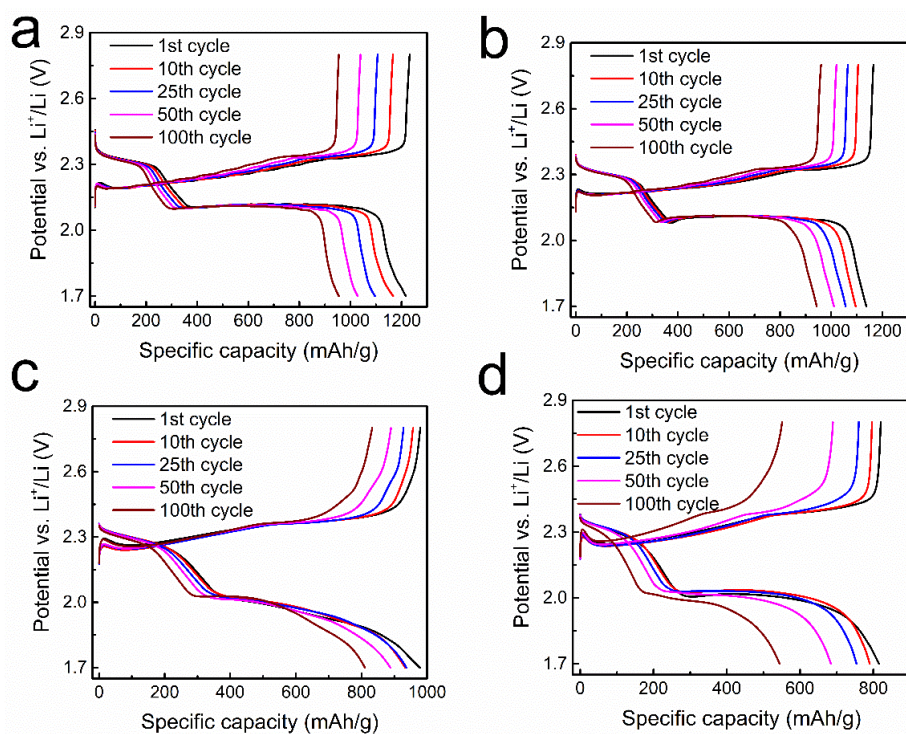 a
2.9
2.6
2.3
2.0
1.7
Potential vs. Li⁺/Li (V)
1st cycle
10th cycle
25th cycle
50th cycle
100th cycle
0 200 400 600 800 1000 1200
Specific capacity (mAh/g)
b
2.9
2.6
2.3
2.0
1.7
Potential vs. Li⁺/Li (V)
1st cycle
10th cycle
25th cycle
50th cycle
100th cycle
0 200 400 600 800 1000 1200
Specific capacity (mAh/g)
c
2.9
2.6
2.3
2.0
1.7
Potential vs. Li⁺/Li (V)
1st cycle
10th cycle
25th cycle
50th cycle
100th cycle
0 200 400 600 800 1000
Specific capacity (mAh/g)
d
2.9
2.6
2.3
2.0
1.7
Potential vs. Li⁺/Li (V)
1st cycle
10th cycle
25th cycle
50th cycle
100th cycle
0 200 400 600 800
Specific capacity (mAh/g)